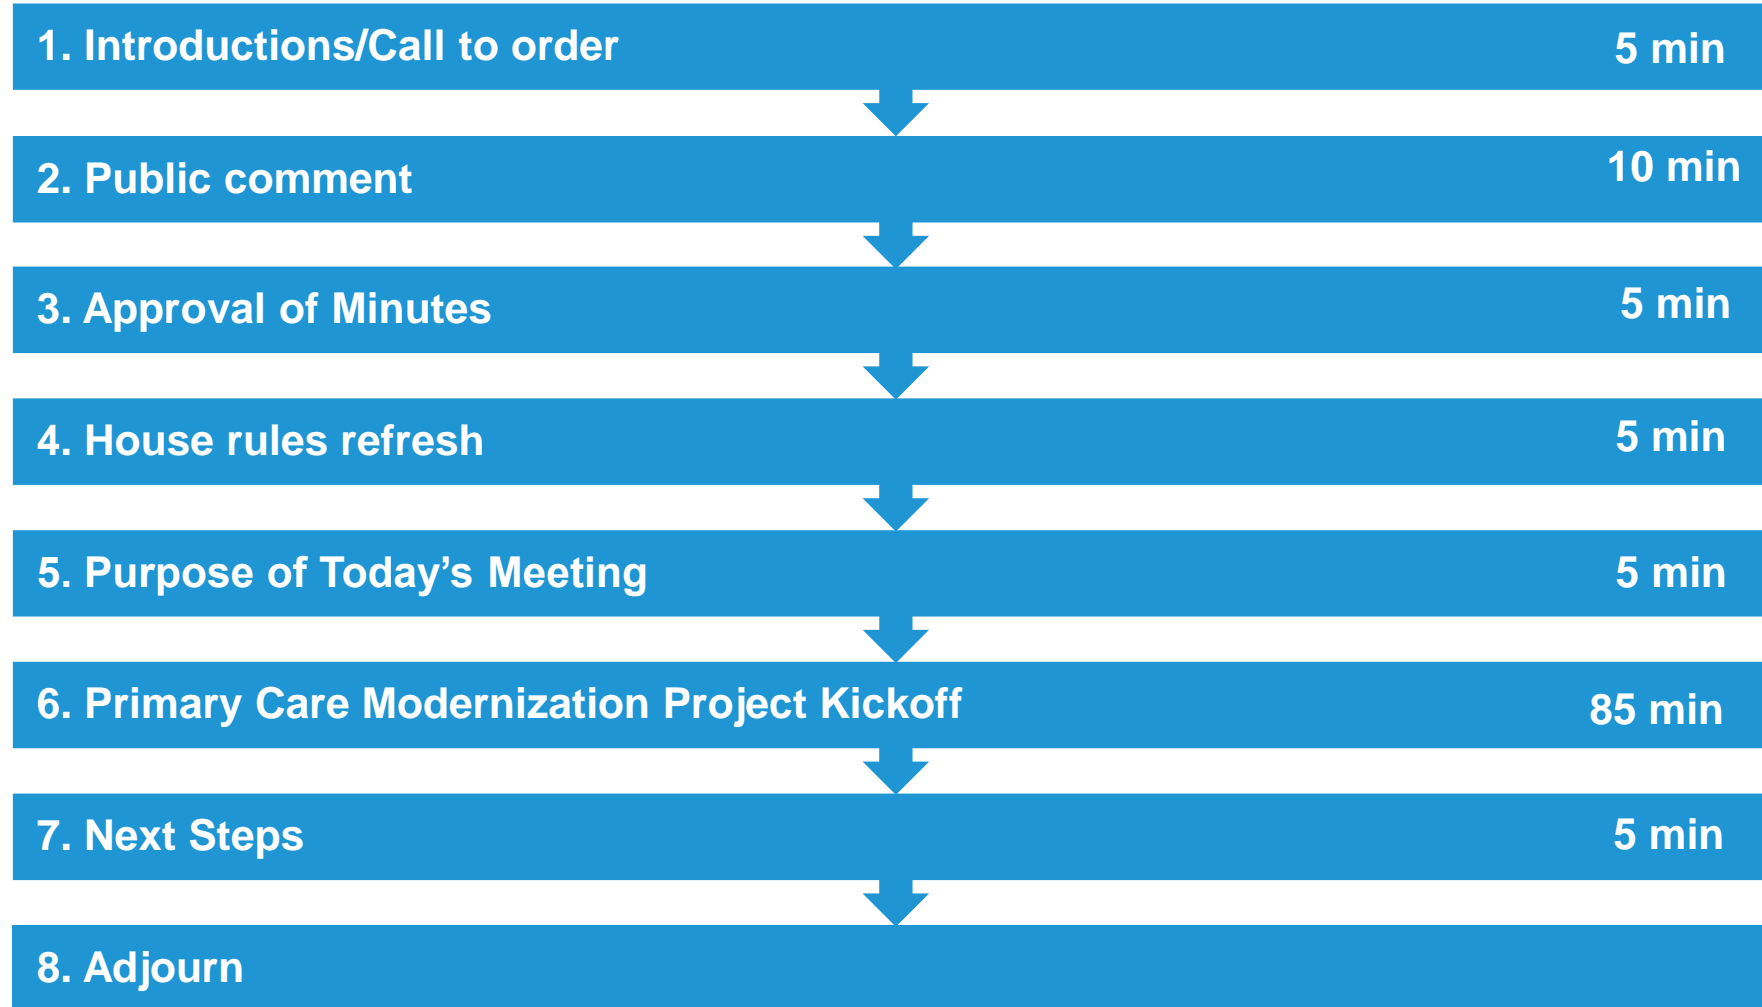 1. Introductions/Call to order 5 min
2. Public comment 10 min
3. Approval of Minutes 5 min
4. House rules refresh 5 min
5. Purpose of Today’s Meeting 5 min
6. Primary Care Modernization Project Kickoff 85 min
7. Next Steps 5 min
8. Adjourn